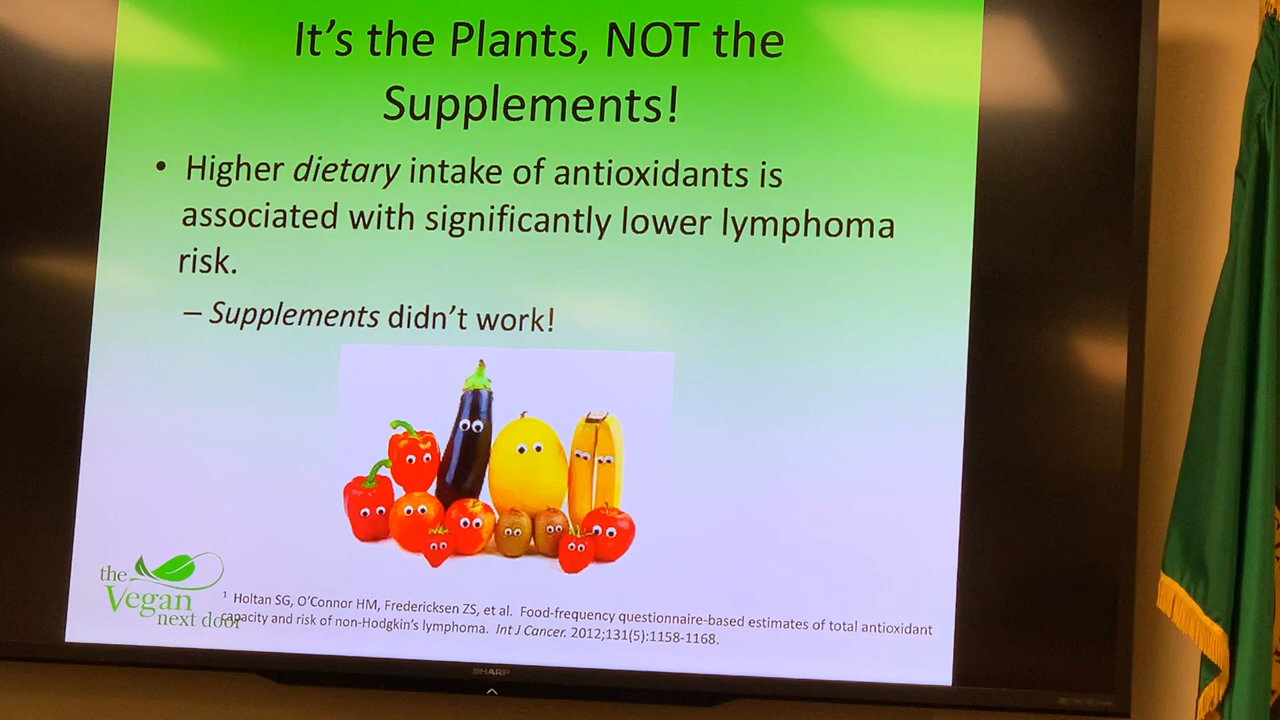 It's the Plants, NOT the
Supplements!
• Higher dietary intake of antioxidants is
associated with significantly lower lymphoma
risk.
– Supplements didn't work!
the
Vegan
next door
1 Holtan SG, O'Connor HM, Fredericksen ZS, et al. Food-frequency questionnaire-based estimates of total antioxidant
capacity and risk of non-Hodgkin's lymphoma. Int J Cancer. 2012;131(5):1158-1168.
SHARP